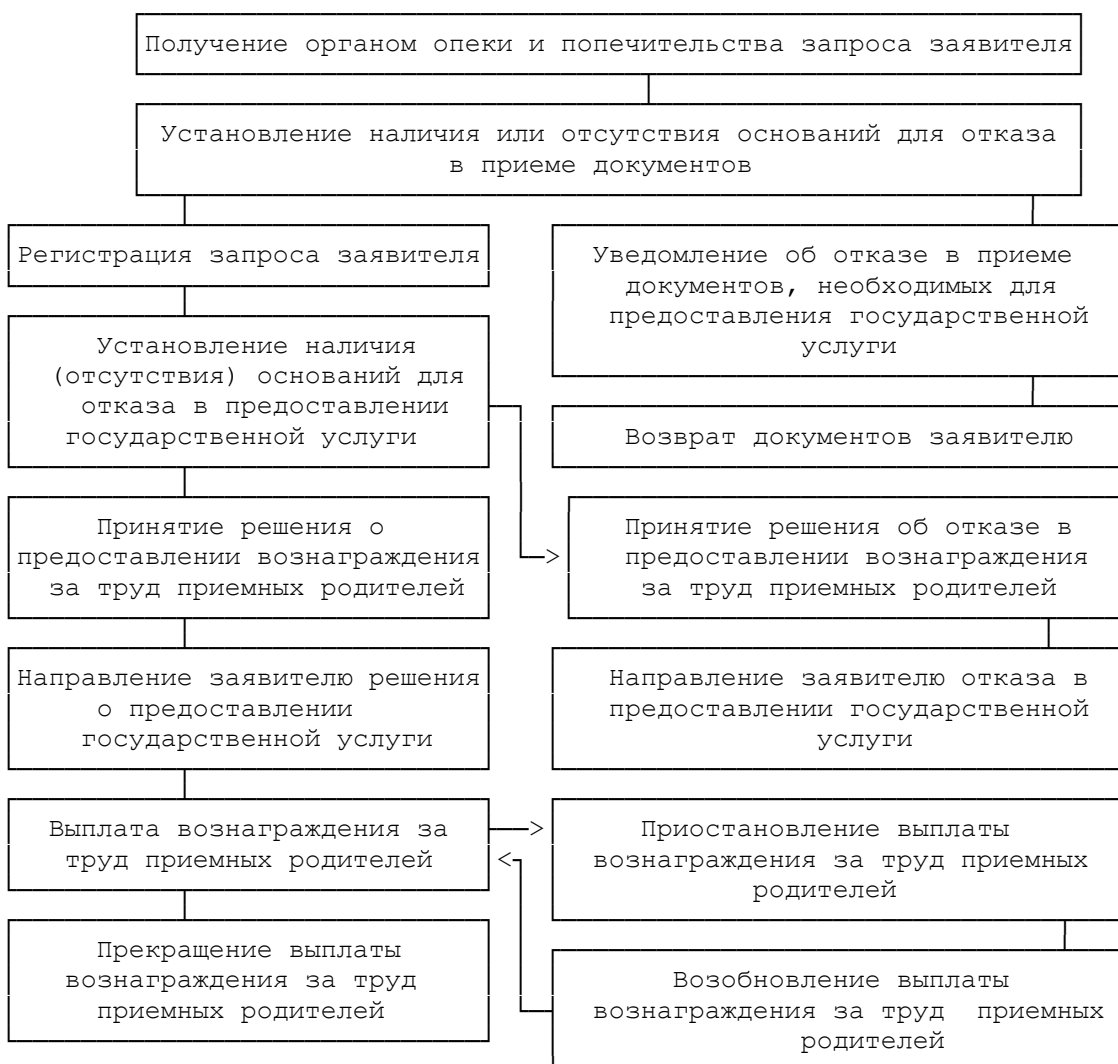 Получение органом опеки и попечительства запроса заявителя
Установление наличия или отсутствия оснований для отказа
в приеме документов
Регистрация запроса заявителя
Уведомление об отказе в приеме
документов, необходимых для
предоставления государственной
услуги
Установление наличия
(отсутствия) оснований для
отказа в предоставлении
государственной услуги
Возврат документов заявителю
Принятие решения о
предоставлении вознаграждения
за труд приемных родителей
Принятие решения об отказе в
предоставлении вознаграждения
за труд приемных родителей
Направление заявителю решения
о предоставлении
государственной услуги
Направление заявителю отказа в
предоставлении государственной
услуги
Выплата вознаграждения за
труд приемных родителей
Приостановление выплаты
вознаграждения за труд приемных
родителей
Прекращение выплаты
вознаграждения за труд
приемных родителей
Возобновление выплаты
вознаграждения за труд приемных
родителей